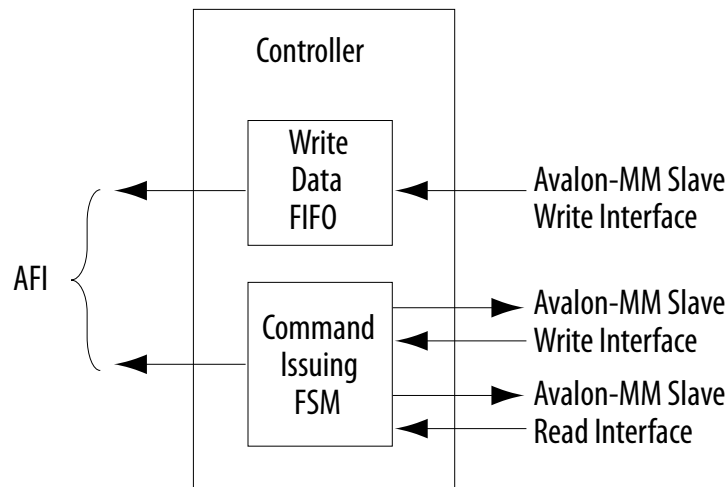 Controller
Write
Data
FIFO
Avalon-MM Slave
Write Interface
AFI
Command
Issuing
FSM
Avalon-MM Slave
Write Interface
Avalon-MM Slave
Read Interface